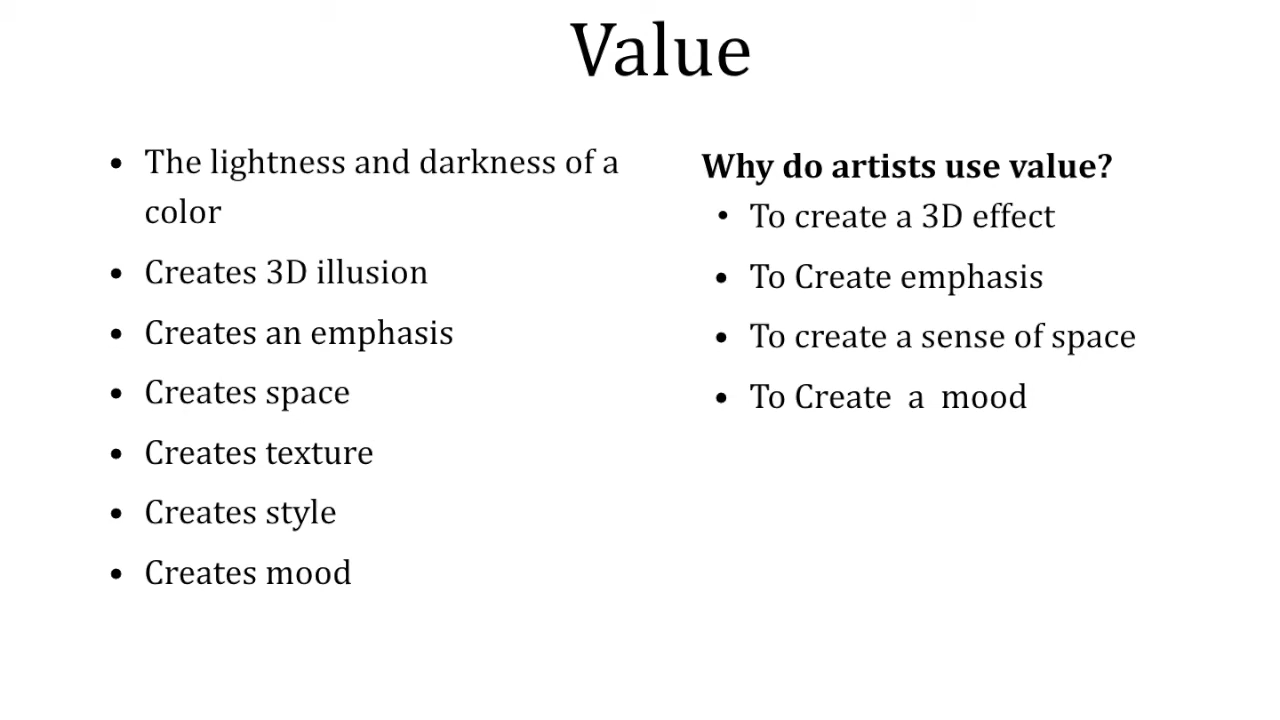 Value
• The lightness and darkness of a
color
• Creates 3D illusion
• Creates an emphasis
• Creates space
• Creates texture
• Creates style
• Creates mood
Why do artists use value?
• To create a 3D effect
• To Create emphasis
• To create a sense of space
• To Create  a  mood